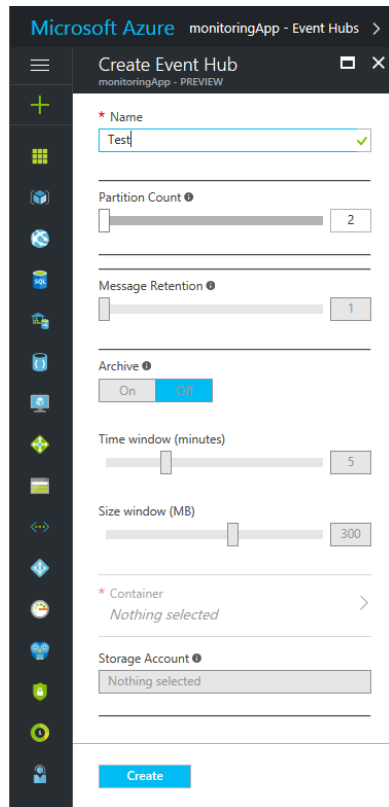 Microsoft Azure monitoringApp - Event Hubs >
Create Event Hub
monitoringApp - PREVIEW
* Name
Test
Partition Count
2
Message Retention
1
Archive
On Off
Time window (minutes)
5
Size window (MB)
300
* Container
Nothing selected
Storage Account
Nothing selected
Create
SQL